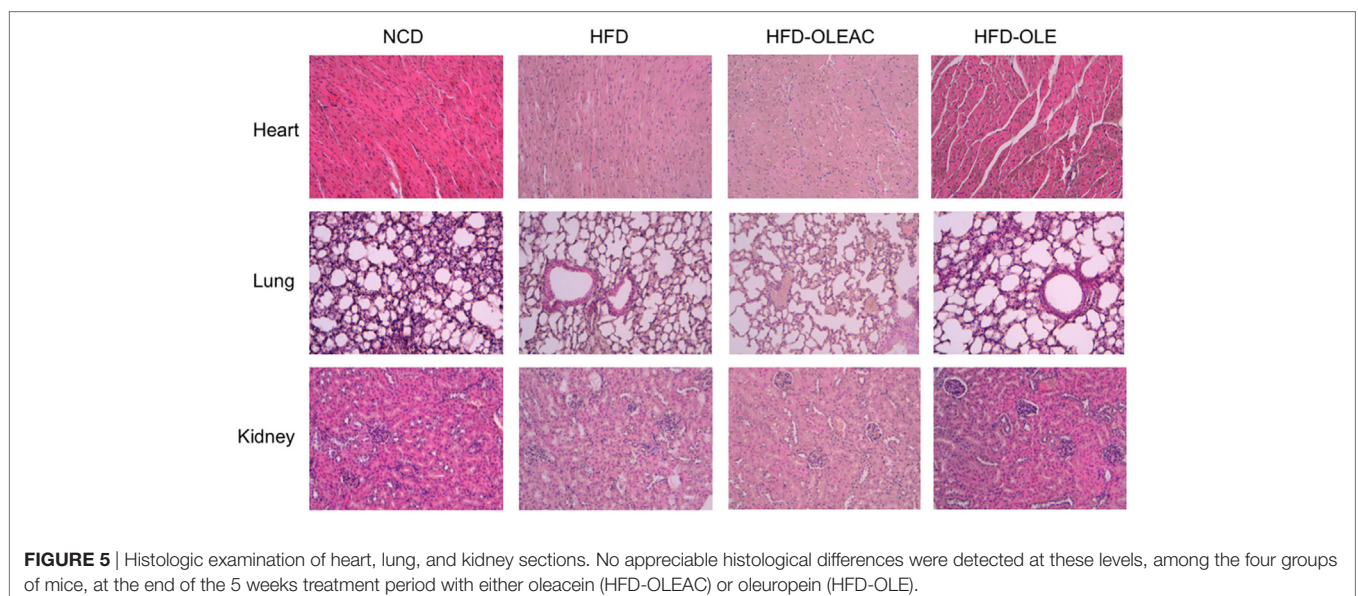 NCD HFD HFD-OLEAC HFD-OLE
Heart
Lung
Kidney
FIGURE 5 | Histologic examination of heart, lung, and kidney sections. No appreciable histological differences were detected at these levels, among the four groups
of mice, at the end of the 5 weeks treatment period with either oleacein (HFD-OLEAC) or oleuropein (HFD-OLE).